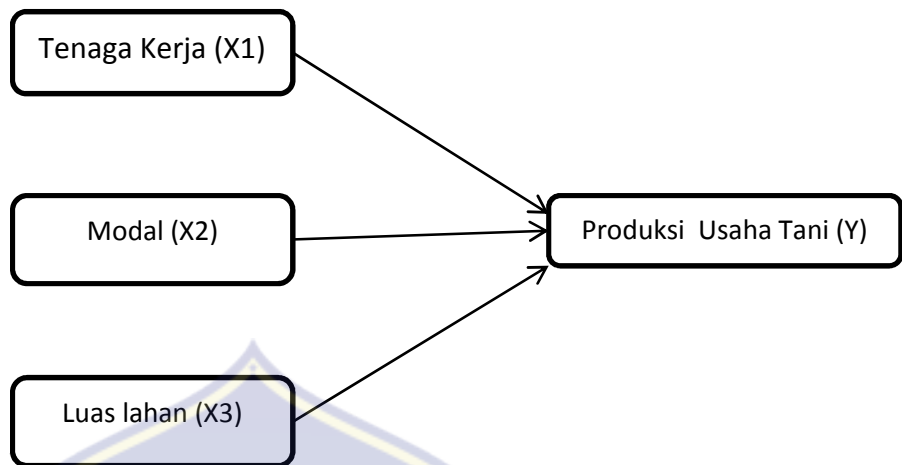 Tenaga Kerja (X1)
Modal (X2)
Produksi Usaha Tani (Y)
Luas lahan (X3)